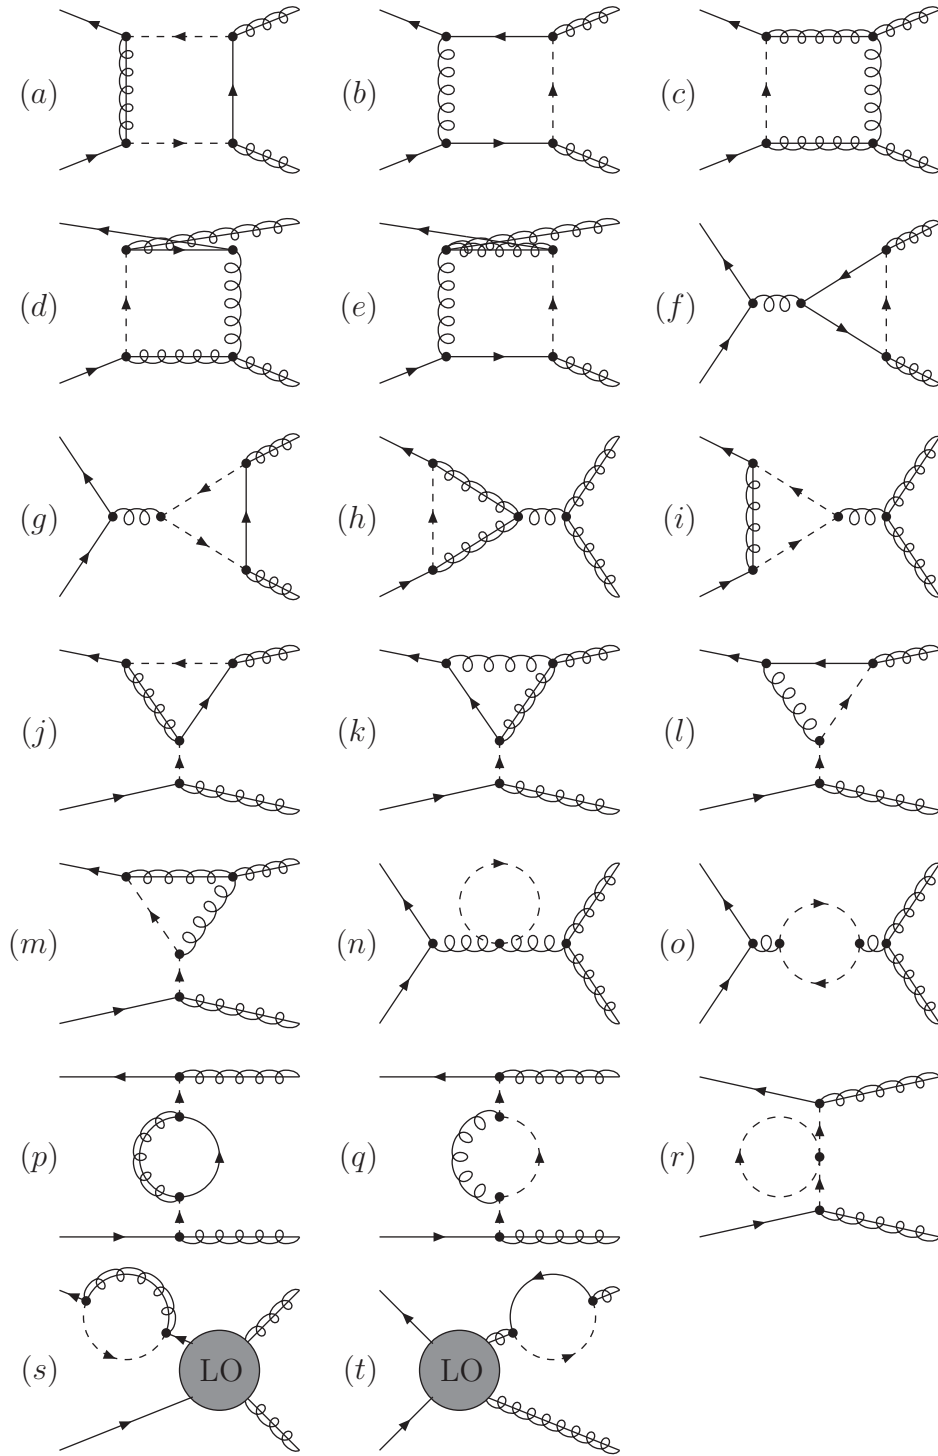 (a) (b) (c)
(d) (e) (f)
(g) (h) (i)
(j) (k) (l)
(m) (n) (o)
(p) (q) (r)
(s) LO (t) LO